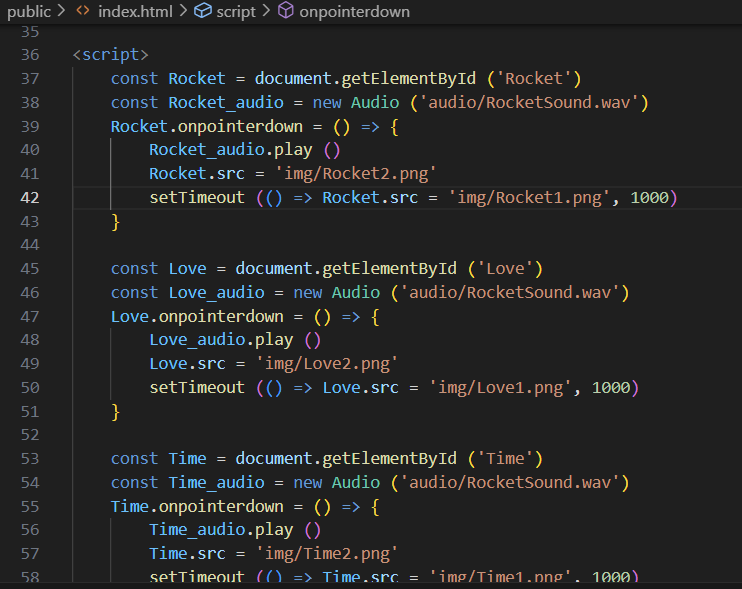 public > <> index.html > script > onpointerdown
35
36 <script>
37 const Rocket = document.getElementById ('Rocket')
38 const Rocket_audio = new Audio ('audio/RocketSound.wav')
39 Rocket.onpointerdown = () => {
40 Rocket_audio.play ()
41 Rocket.src = 'img/Rocket2.png'
42 setTimeout (() => Rocket.src = 'img/Rocket1.png', 1000)
43 }
44
45 const Love = document.getElementById ('Love')
46 const Love_audio = new Audio ('audio/RocketSound.wav')
47 Love.onpointerdown = () => {
48 Love_audio.play ()
49 Love.src = 'img/Love2.png'
50 setTimeout (() => Love.src = 'img/Love1.png', 1000)
51 }
52
53 const Time = document.getElementById ('Time')
54 const Time_audio = new Audio ('audio/RocketSound.wav')
55 Time.onpointerdown = () => {
56 Time_audio.play ()
57 Time.src = 'img/Time2.png'
58 setTimeout (() => Time.src = 'img/Time1.png', 1000)